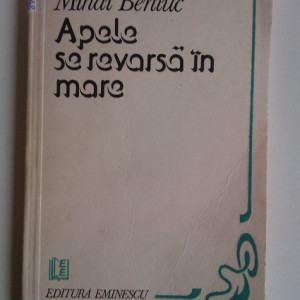 Mihai Beniuc
Apele
se revarsă în
mare
EDITURA EMINESCU